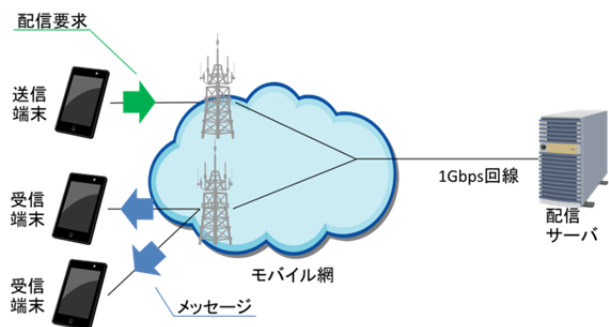 配信要求
送信
端末
受信
端末
受信
端末
メッセージ
モバイル網
1Gbps回線
配信
サーバ